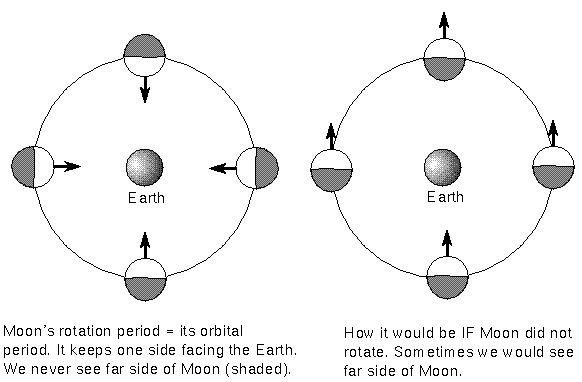 Earth
Earth
Moon's rotation period = its orbital
period. It keeps one side facing the Earth.
We never see far side of Moon (shaded).
How it would be IF Moon did not
rotate. Sometimes we would see
far side of Moon.